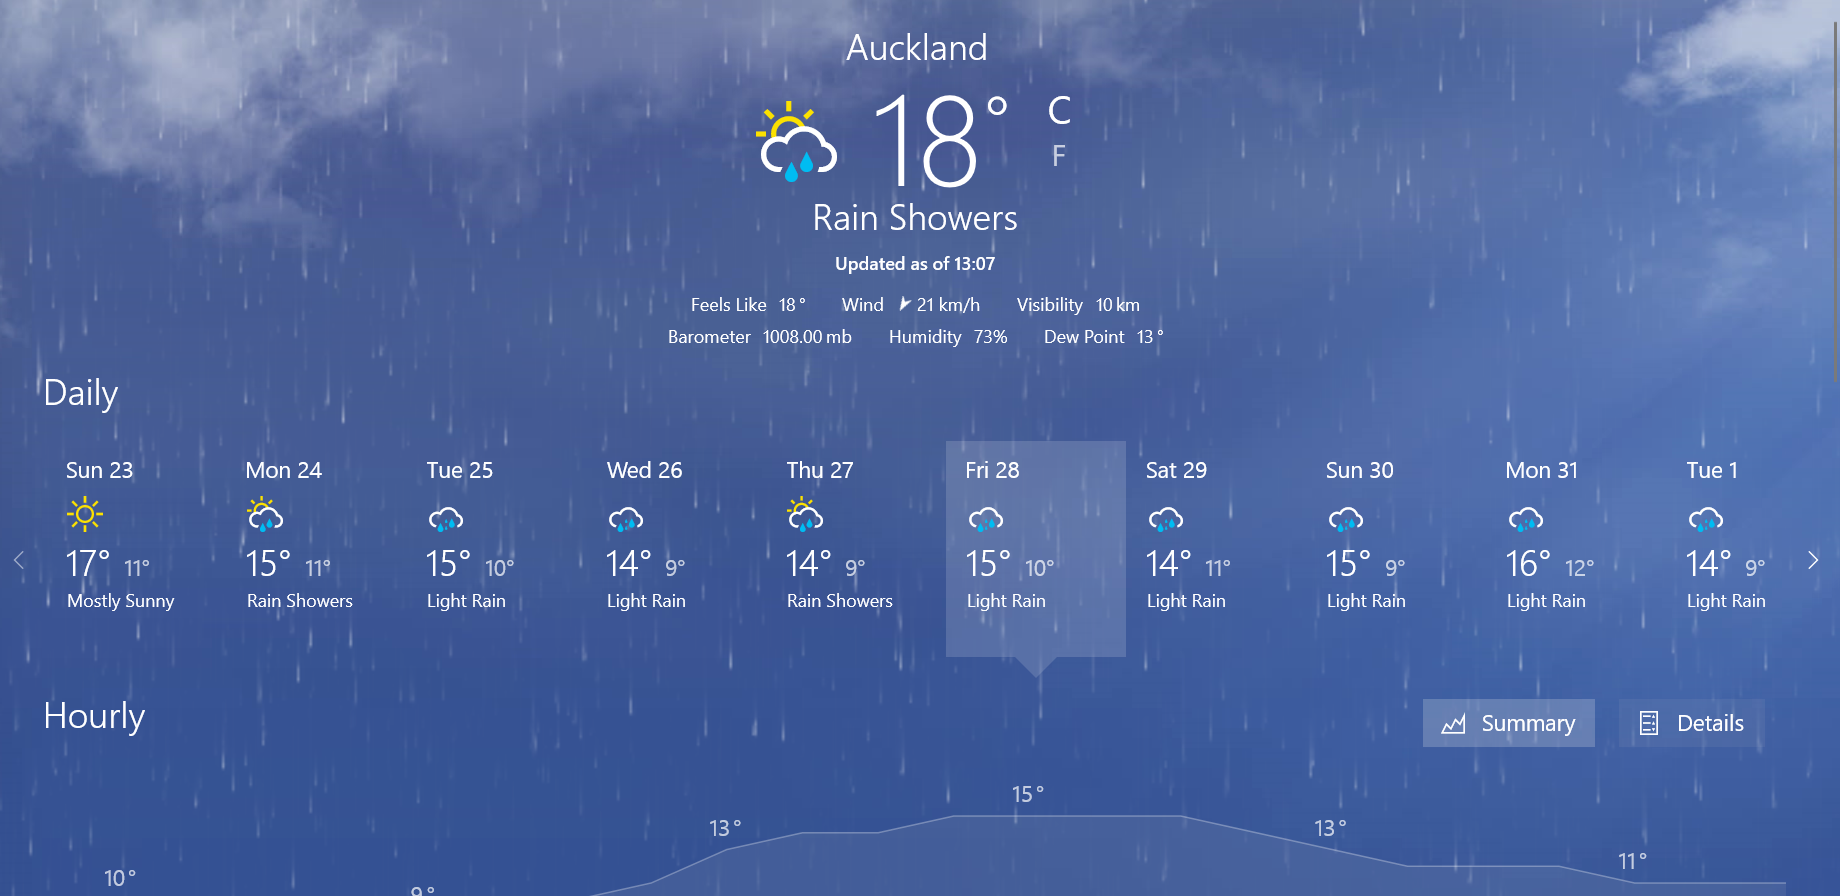 Auckland
18° C
F
Rain Showers
Updated as of 13:07
Feels Like 18° Wind 21 km/h Visibility 10 km
Barometer 1008.00 mb Humidity 73% Dew Point 13°
Daily
Sun 23 Mon 24 Tue 25 Wed 26 Thu 27 Fri 28 Sat 29 Sun 30 Mon 31 Tue 1
17° 11° 15° 11° 15° 10° 14° 9° 14° 9° 15° 10° 14° 11° 15° 9° 16° 12° 14° 9°
Mostly Sunny Rain Showers Light Rain Light Rain Rain Showers Light Rain Light Rain Light Rain Light Rain Light Rain
Hourly Summary Details
15°
13° 13°
11°
10°
9°